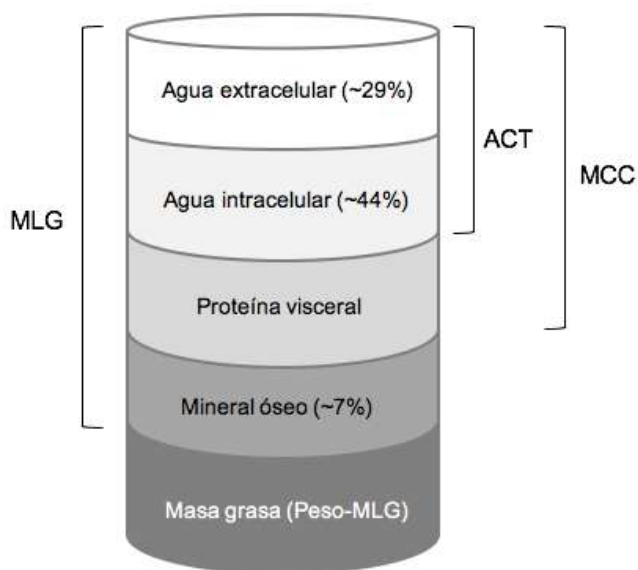 Agua extracelular (~29%)
ACT
MCC
Agua intracelular (~44%)
MLG
Proteína visceral
Mineral óseo (~7%)
Masa grasa (Peso-MLG)